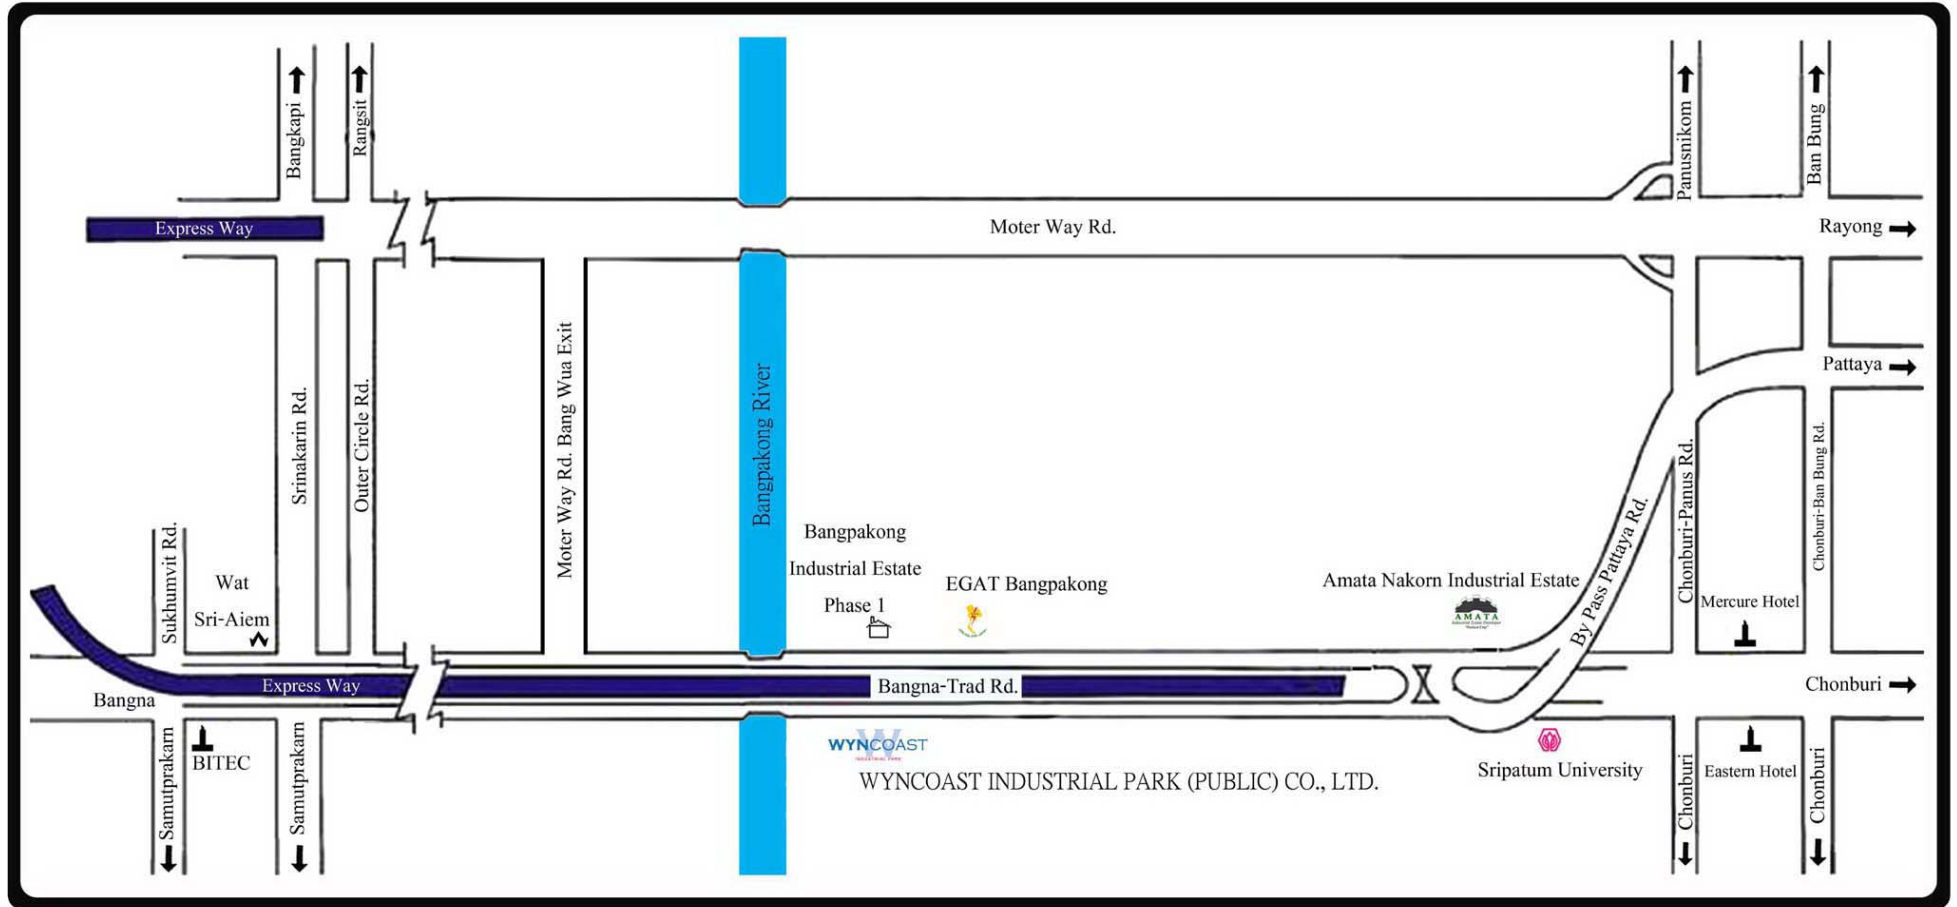 Bangkapi
Rangsit
Panusnikom
Ban Bung
Express Way
Moter Way Rd.
Rayong
Pattaya
Srinakarin Rd.
Outer Circle Rd.
Moter Way Rd. Bang Wua Exit
Bangpakong River
Chonburi-Panus Rd.
Chonburi-Ban Bung Rd.
By Pass Pattaya Rd.
Sukhumvit Rd.
Wat
Sri-Aiem
Bangpakong
Industrial Estate
Phase 1
EGAT Bangpakong
Amata Nakorn Industrial Estate
AMATA
Mercure Hotel
Bangna
Express Way
Bangna-Trad Rd.
Chonburi
Samutprakarn
BITEC
Samutprakarn
W
WYNCOAST
INDUSTRIAL PARK
WYNCOAST INDUSTRIAL PARK (PUBLIC) CO., LTD.
Sripatum University
Chonburi
Eastern Hotel
Chonburi